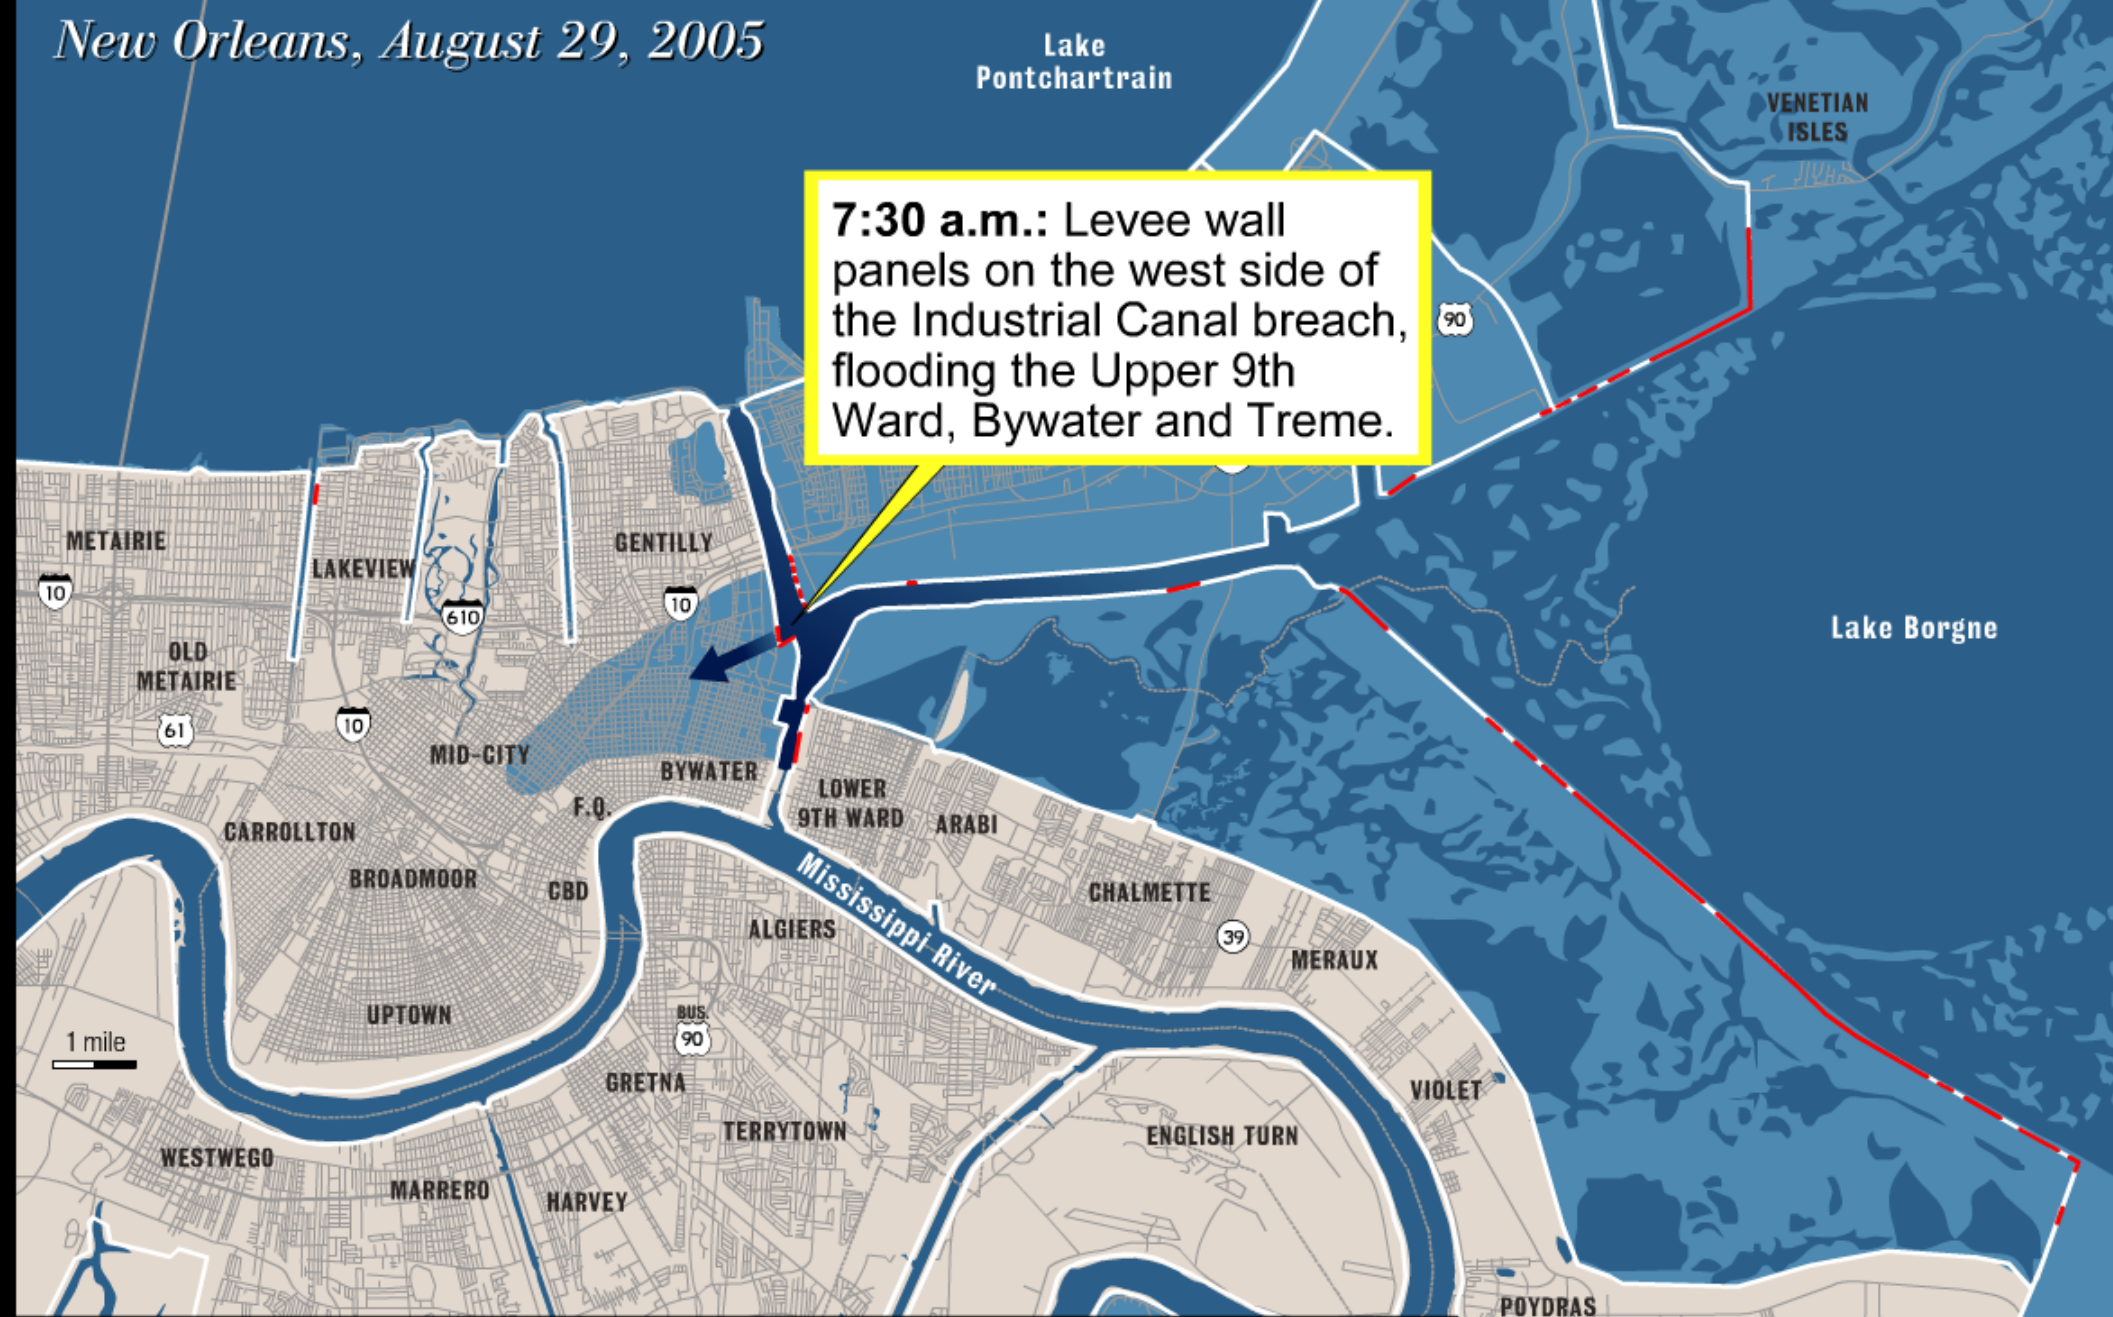 New Orleans, August 29, 2005
Lake
Pontchartrain
VENETIAN
ISLES
7:30 a.m.: Levee wall
panels on the west side of
the Industrial Canal breach,
flooding the Upper 9th
Ward, Bywater and Treme.
90
METAIRIE
LAKEVIEW
GENTILLY
10
610
10
Lake Borgne
OLD
METAIRIE
61
10
MID-CITY
BYWATER
F.Q.
LOWER
9TH WARD
ARABI
CARROLLTON
BROADMOOR
CBD
Mississippi River
CHALMETTE
ALGIERS
39
MERAUX
UPTOWN
BUS.
90
1 mile
GRETNA
VIOLET
TERRYTOWN
ENGLISH TURN
WESTWEGO
MARRERO
HARVEY
POYDRAS